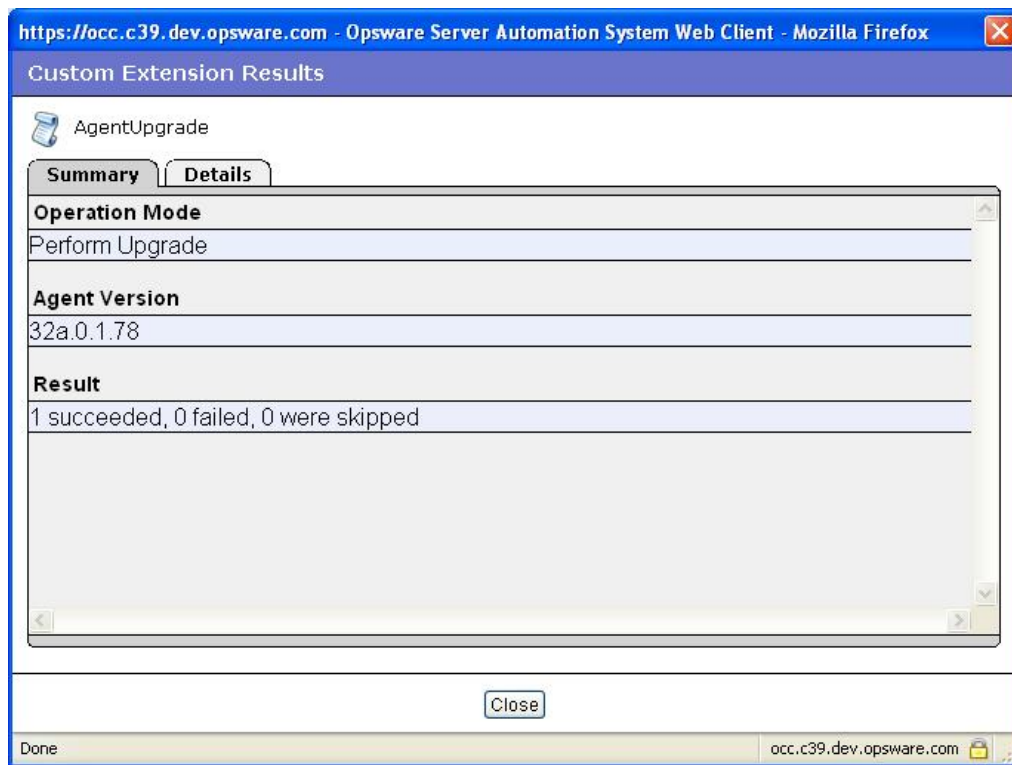 https://occ.c39.dev.opsware.com - Opsware Server Automation System Web Client - Mozilla Firefox
Custom Extension Results
AgentUpgrade
Summary Details
Operation Mode
Perform Upgrade
Agent Version
32a.0.1.78
Result
1 succeeded, 0 failed, 0 were skipped
Close
Done occ.c39.dev.opsware.com